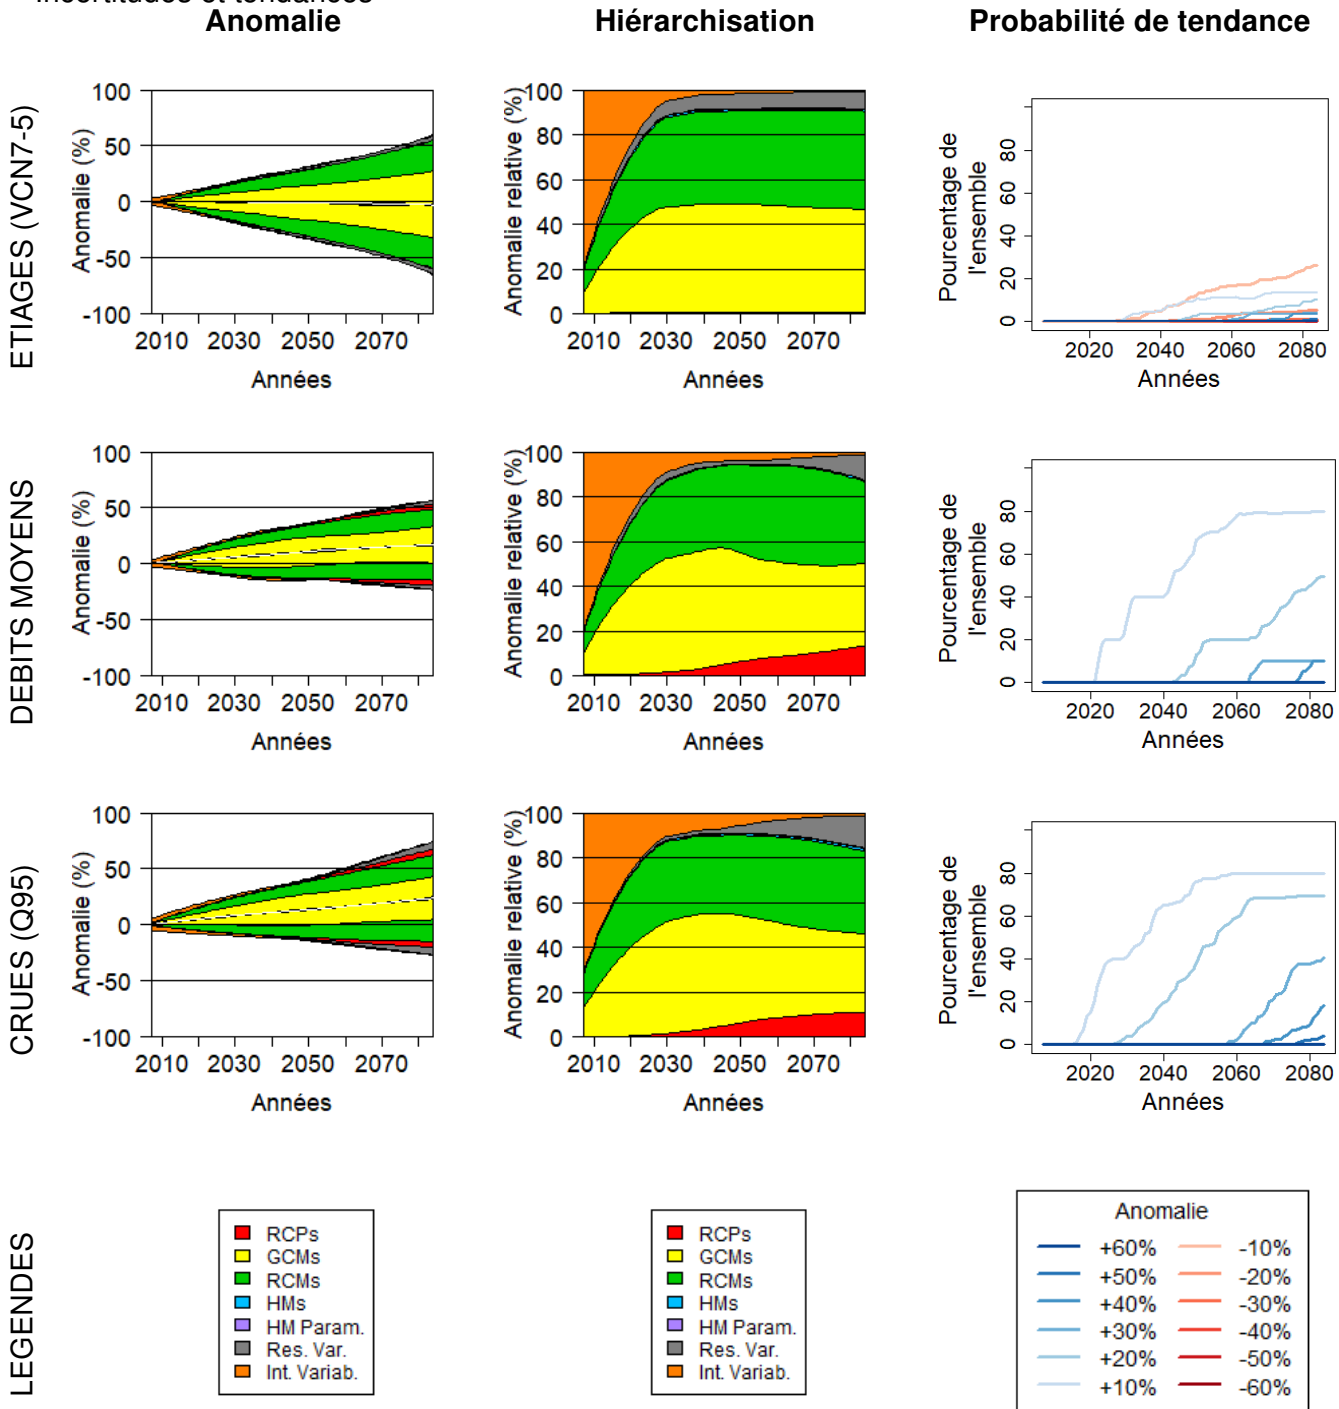 Incertitudes et tendances
Anomalie Hiérarchisation Probabilité de tendance
ETIAGES (VCN7-5)
Anomalie (%)
100
50
0
-50
-100
2010 2030 2050 2070
Années
Anomalie relative (%)
100
80
60
40
20
0
2010 2030 2050 2070
Années
Pourcentage de
l'ensemble
80
60
40
20
0
2020 2040 2060 2080
Années
DEBITS MOYENS
Anomalie (%)
100
50
0
-50
-100
2010 2030 2050 2070
Années
Anomalie relative (%)
100
80
60
40
20
0
2010 2030 2050 2070
Années
Pourcentage de
l'ensemble
80
60
40
20
0
2020 2040 2060 2080
Années
CRUES (Q95)
Anomalie (%)
100
50
0
-50
-100
2010 2030 2050 2070
Années
Anomalie relative (%)
100
80
60
40
20
0
2010 2030 2050 2070
Années
Pourcentage de
l'ensemble
80
60
40
20
0
2020 2040 2060 2080
Années
LEGENDES
RCPs
GCMs
RCMs
HMs
HM Param.
Res. Var.
Int. Variab.
RCPs
GCMs
RCMs
HMs
HM Param.
Res. Var.
Int. Variab.
Anomalie
+60% -10%
+50% -20%
+40% -30%
+30% -40%
+20% -50%
+10% -60%